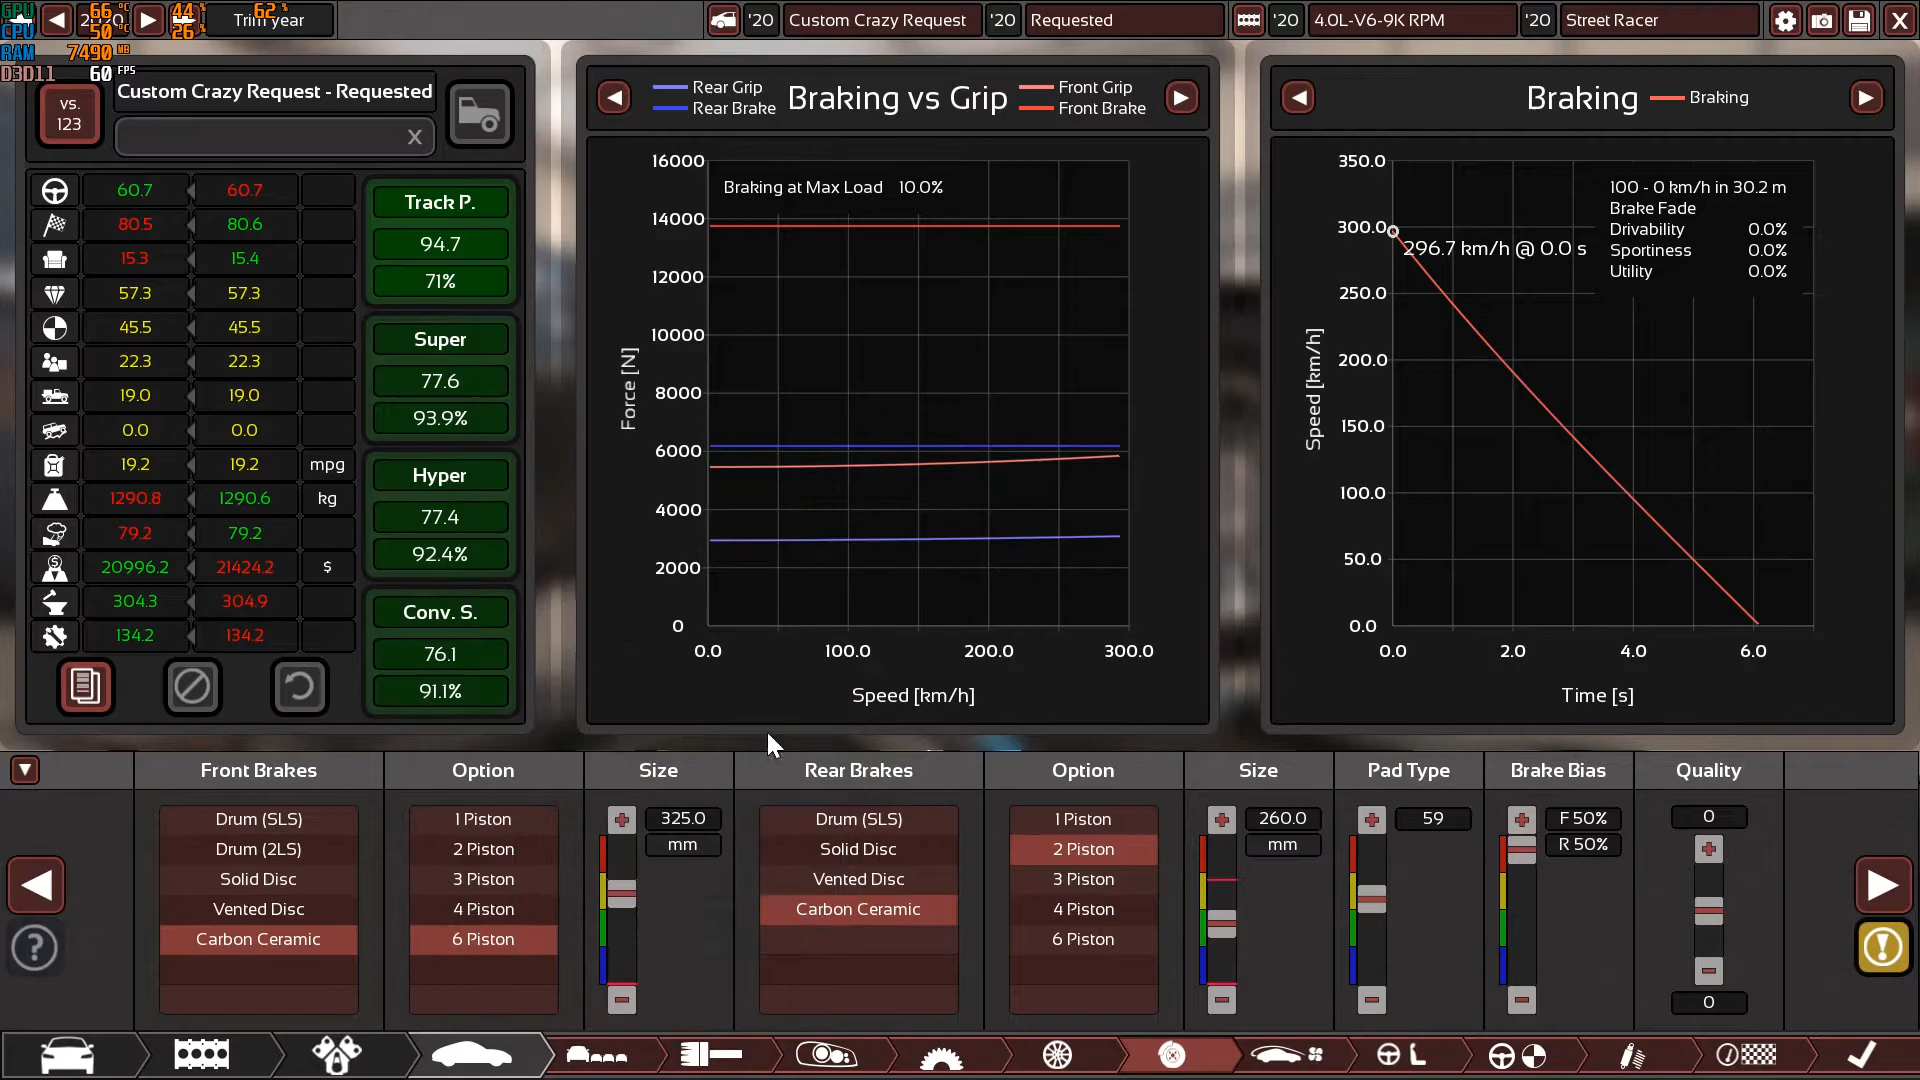 GPU 66 °C 44 % 62 %
CPU 50 °C 26 %
RAM 7490 MB
D3D11 60 FPS
Trim year
'20 Custom Crazy Request '20 Requested
'20 4.0L-V6-9K RPM '20 Street Racer
X
vs.
123
Custom Crazy Request - Requested
X
60.7 60.7
80.5 80.6
15.3 15.4
57.3 57.3
45.5 45.5
22.3 22.3
19.0 19.0
0.0 0.0
19.2 19.2 mpg
1290.8 1290.6 kg
79.2 79.2
20996.2 21424.2 $
304.3 304.9
134.2 134.2
Track P.
94.7
71%
Super
77.6
93.9%
Hyper
77.4
92.4%
Conv. S.
76.1
91.1%
Rear Grip
Rear Brake
Braking vs Grip
Front Grip
Front Brake
Braking at Max Load 10.0%
16000
14000
12000
10000
8000
6000
4000
2000
0
Force [N]
0.0 100.0 200.0 300.0
Speed [km/h]
Braking
Braking
100 - 0 km/h in 30.2 m
Brake Fade
Drivability 0.0%
Sportiness 0.0%
Utility 0.0%
296.7 km/h @ 0.0 s
350.0
300.0
250.0
200.0
150.0
100.0
50.0
0.0
Speed [km/h]
0.0 2.0 4.0 6.0
Time [s]
Front Brakes
Drum (SLS)
Drum (2LS)
Solid Disc
Vented Disc
Carbon Ceramic
Option
1 Piston
2 Piston
3 Piston
4 Piston
6 Piston
Size
325.0
mm
Rear Brakes
Drum (SLS)
Solid Disc
Vented Disc
Carbon Ceramic
Option
1 Piston
2 Piston
3 Piston
4 Piston
6 Piston
Size
260.0
mm
Pad Type
59
Brake Bias
F 50%
R 50%
Quality
0
0
?